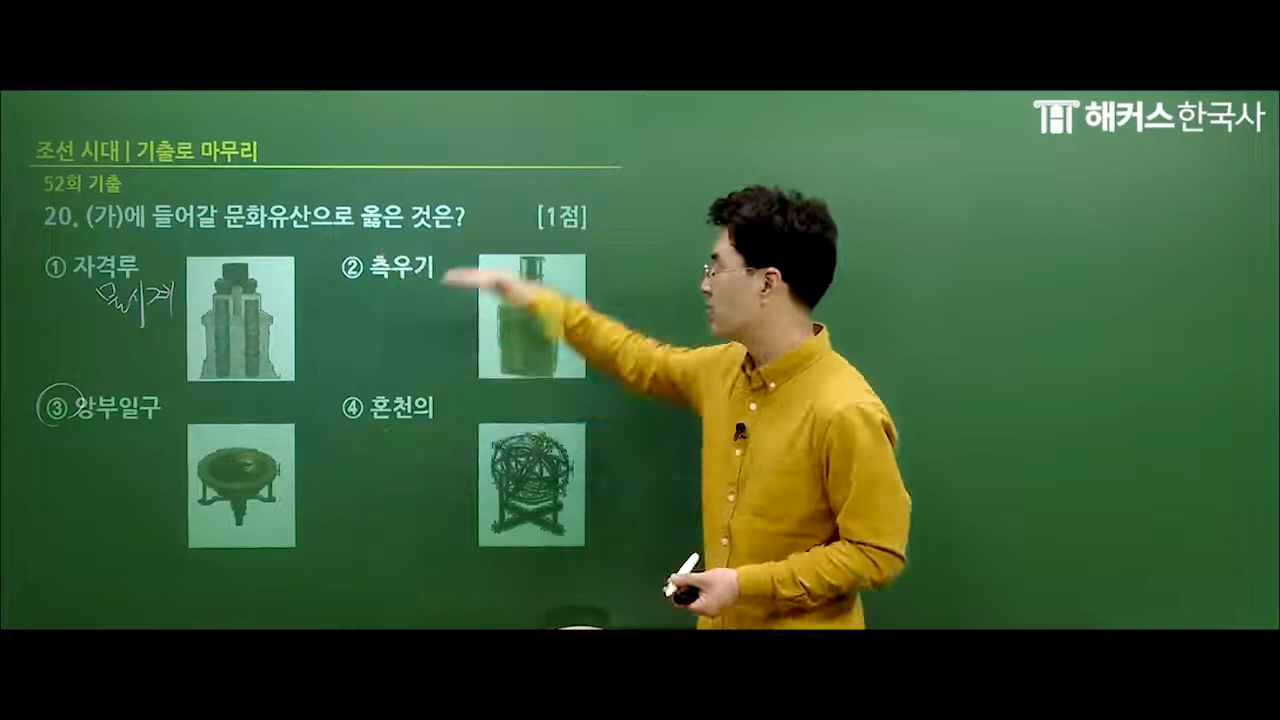 해커스한국사
조선 시대 | 기출로 마무리
52회 기출
20. (가)에 들어갈 문화유산으로 옳은 것은? [1점]
① 자격루
물시계
② 측우기
③ 앙부일구
④ 혼천의